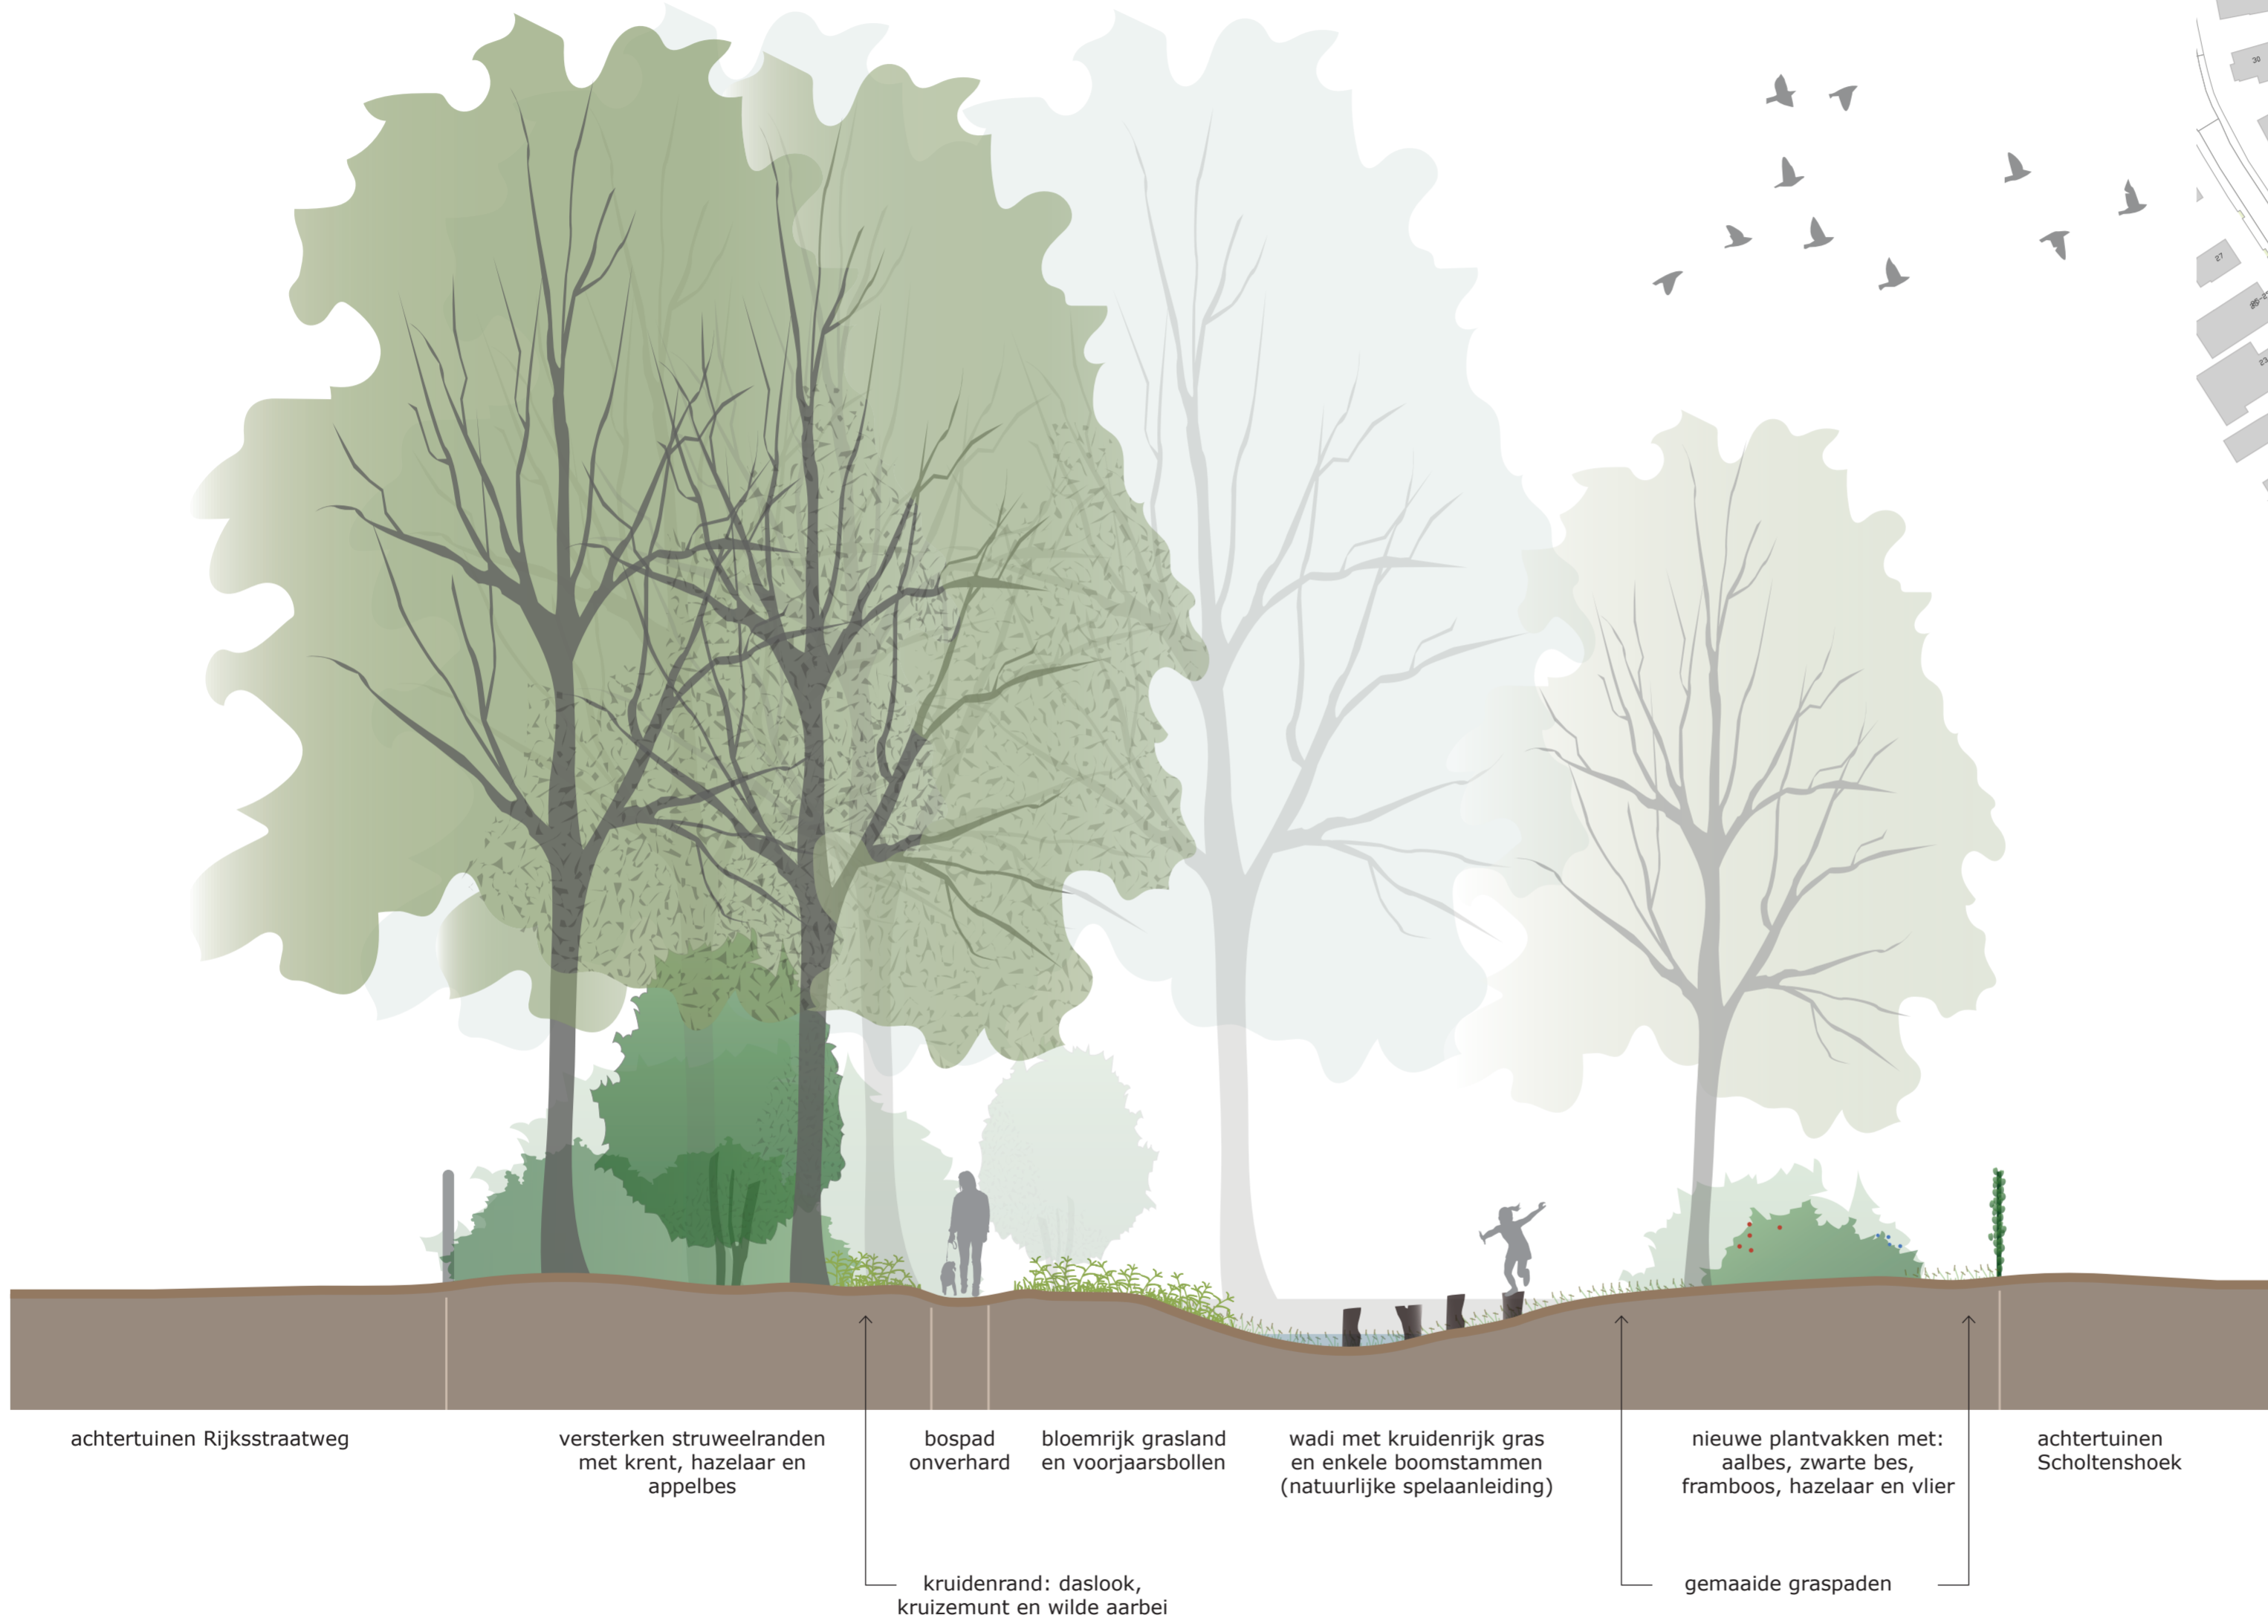 30
27
achtertuinen Rijksstraatweg
versterken struweelranden
met krent, hazelaar en
appelbes
bospad
onverhard
bloemrijk grasland
en voorjaarsbollen
wadi met kruidenrijk gras
en enkele boomstammen
(natuurlijke spelaanleiding)
nieuwe plantvakken met:
aalbes, zwarte bes,
framboos, hazelaar en vlier
achtertuinen
Scholtenshoek
kruidenrand: daslook,
kruizemunt en wilde aarbei
gemaaide graspaden